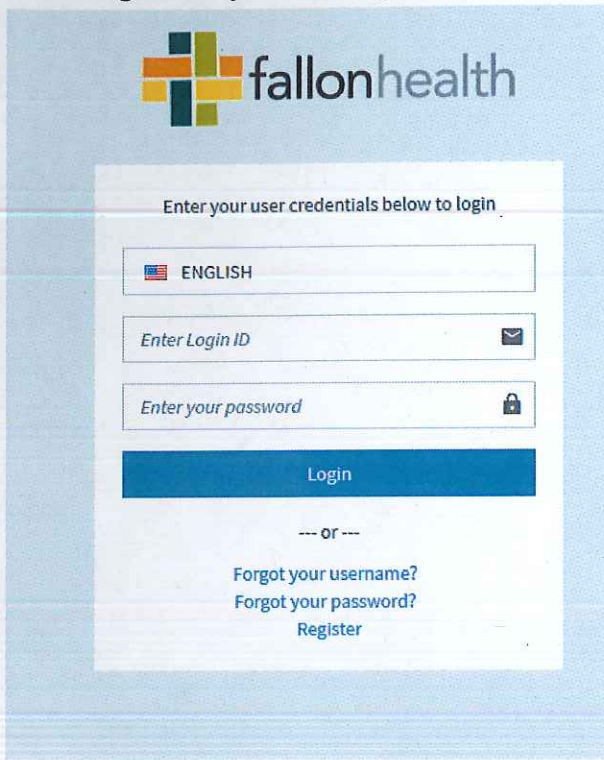 fallonhealth
Enter your user credentials below to login
ENGLISH
Enter Login ID
Enter your password
Login
--- or ---
Forgot your username?
Forgot your password?
Register